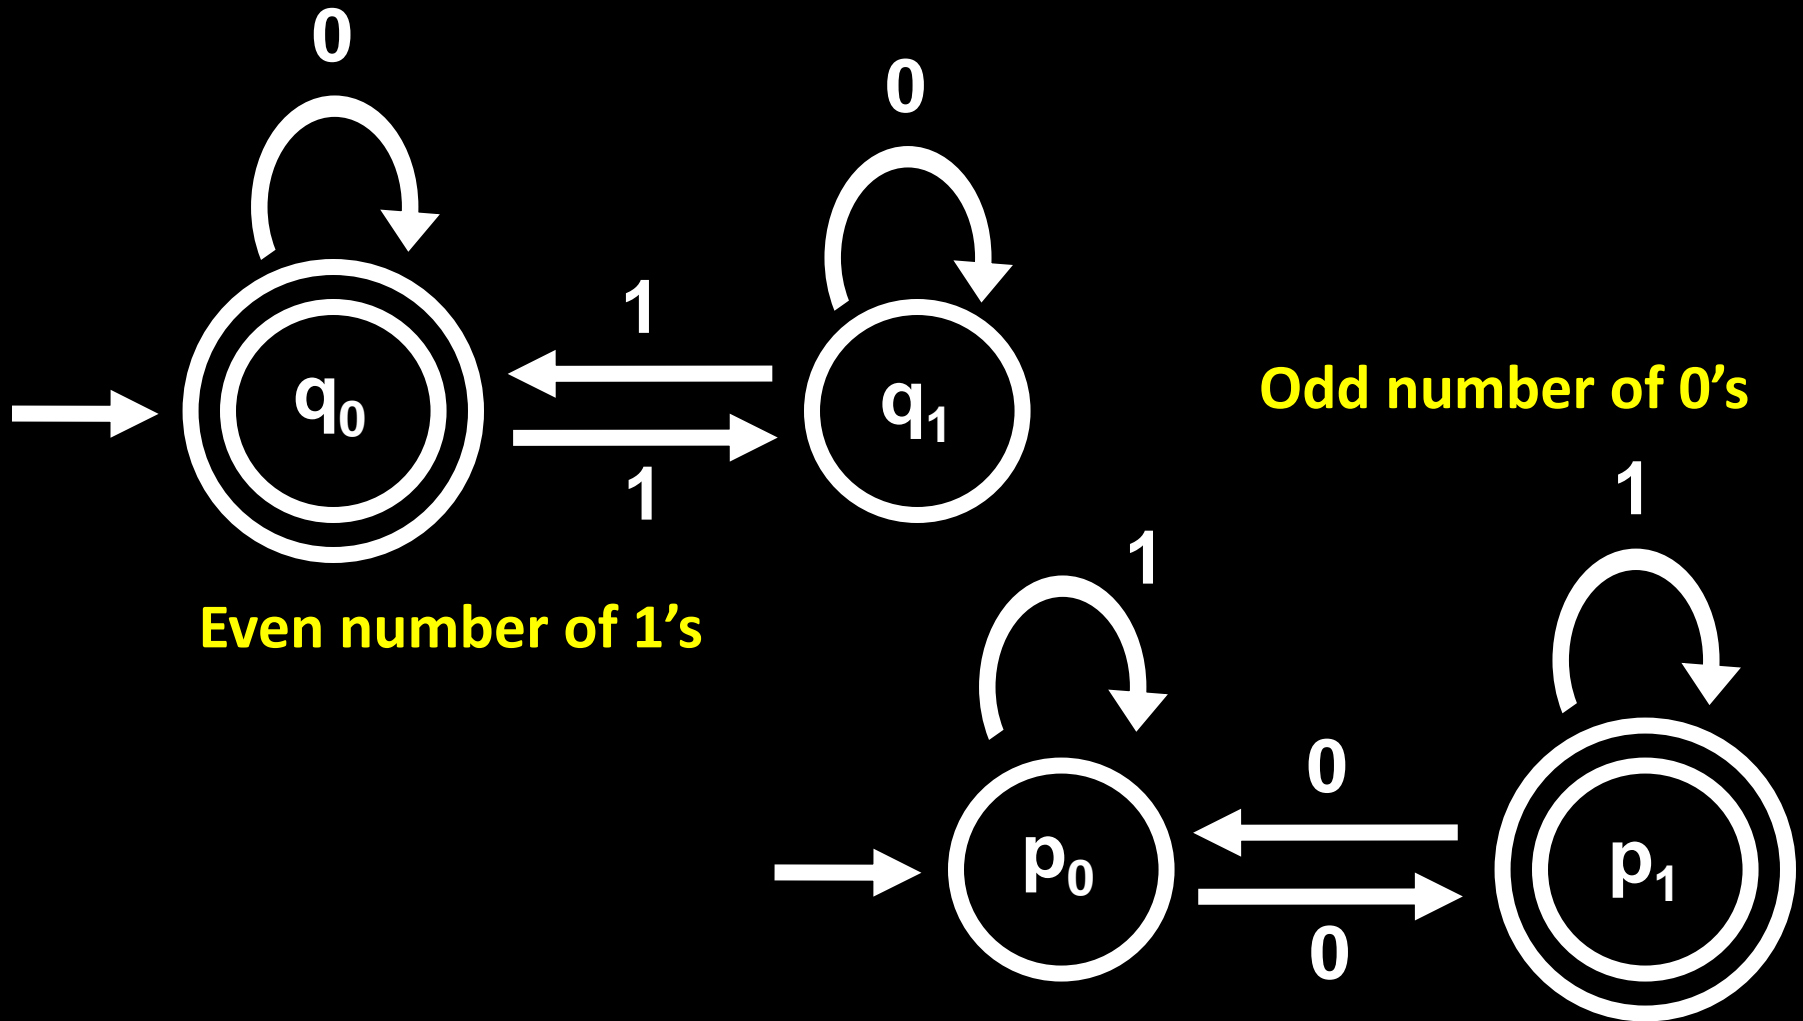 0
0
1
q₀
q₁
1
Even number of 1's
Odd number of 0's
1
1
0
p₀
p₁
0